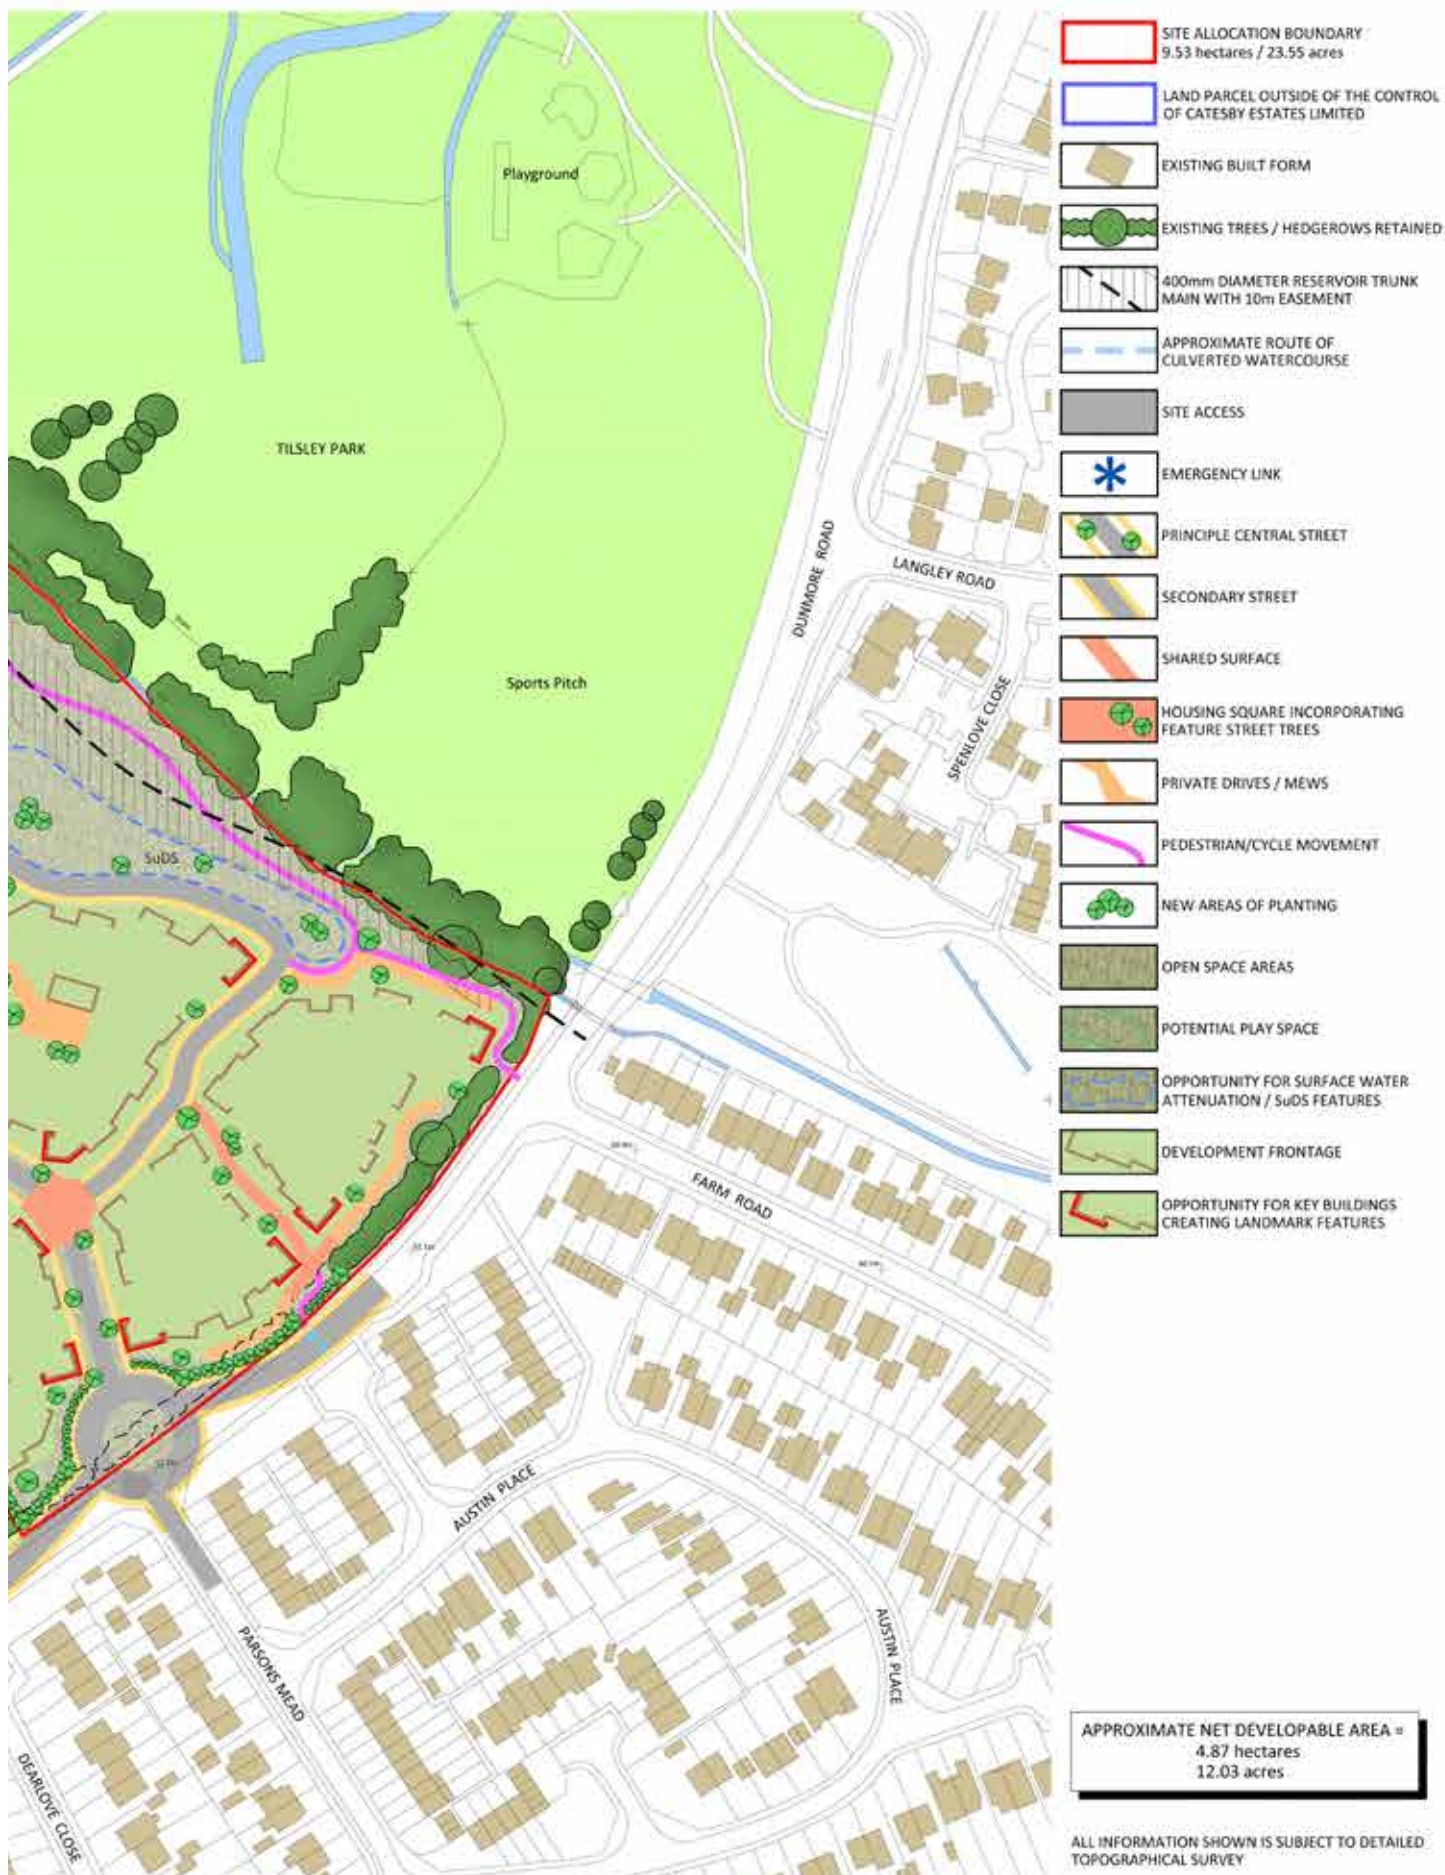 SITE ALLOCATION BOUNDARY
9.53 hectares / 23.55 acres
LAND PARCEL OUTSIDE OF THE CONTROL
OF CATESBY ESTATES LIMITED
EXISTING BUILT FORM
EXISTING TREES / HEDGEROWS RETAINED
400mm DIAMETER RESERVOIR TRUNK
MAIN WITH 10m EASEMENT
APPROXIMATE ROUTE OF
CULVERTED WATERCOURSE
SITE ACCESS
EMERGENCY LINK
PRINCIPLE CENTRAL STREET
SECONDARY STREET
SHARED SURFACE
HOUSING SQUARE INCORPORATING
FEATURE STREET TREES
PRIVATE DRIVES / MEWS
PEDESTRIAN/CYCLE MOVEMENT
NEW AREAS OF PLANTING
OPEN SPACE AREAS
POTENTIAL PLAY SPACE
OPPORTUNITY FOR SURFACE WATER
ATTENUATION / SuDS FEATURES
DEVELOPMENT FRONTAGE
OPPORTUNITY FOR KEY BUILDINGS
CREATING LANDMARK FEATURES
Playground
TILSLEY PARK
Sports Pitch
DUNMORE ROAD
LANGLEY ROAD
SPENLOVE CLOSE
SuDS
FARM ROAD
AUSTIN PLACE
AUSTIN PLACE
PARSONS MEAD
DEARLOVE CLOSE
APPROXIMATE NET DEVELOPABLE AREA =
4.87 hectares
12.03 acres
ALL INFORMATION SHOWN IS SUBJECT TO DETAILED
TOPOGRAPHICAL SURVEY